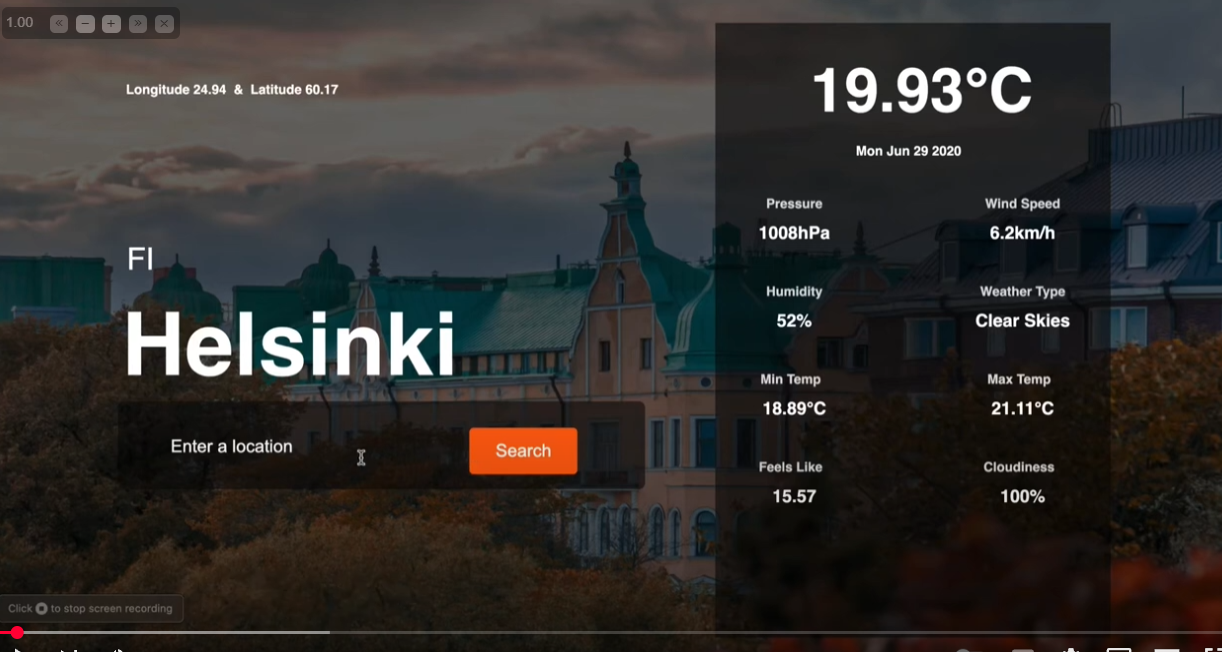 1.00
Longitude 24.94 & Latitude 60.17
FI
Helsinki
Enter a location
Search
19.93°C
Mon Jun 29 2020
Pressure
Wind Speed
1008hPa
6.2km/h
Humidity
Weather Type
52%
Clear Skies
Min Temp
Max Temp
18.89°C
21.11°C
Feels Like
Cloudiness
15.57
100%
Click to stop screen recording